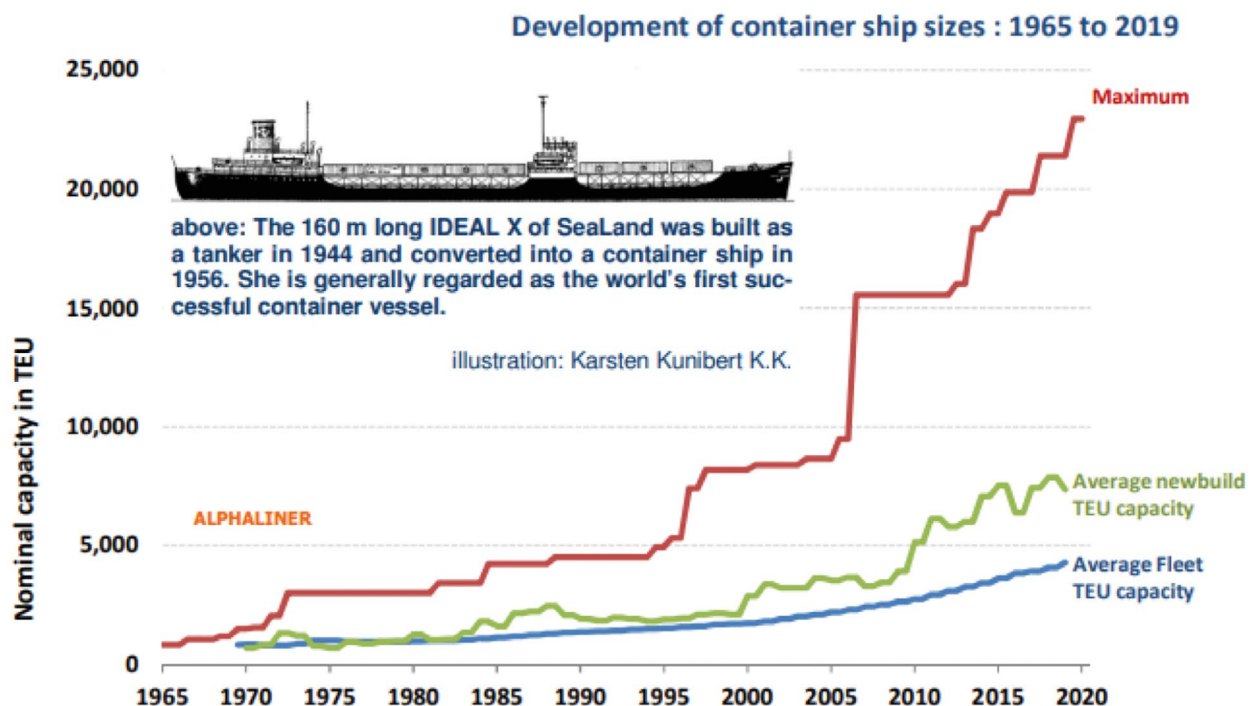 Development of container ship sizes : 1965 to 2019
25,000
20,000
15,000
10,000
5,000
0
Nominal capacity in TEU
above: The 160 m long IDEAL X of SeaLand was built as
a tanker in 1944 and converted into a container ship in
1956. She is generally regarded as the world's first suc-
cessful container vessel.
illustration: Karsten Kunibert K.K.
ALPHALINER
Maximum
Average newbuild
TEU capacity
Average Fleet
TEU capacity
1965 1970 1975 1980 1985 1990 1995 2000 2005 2010 2015 2020